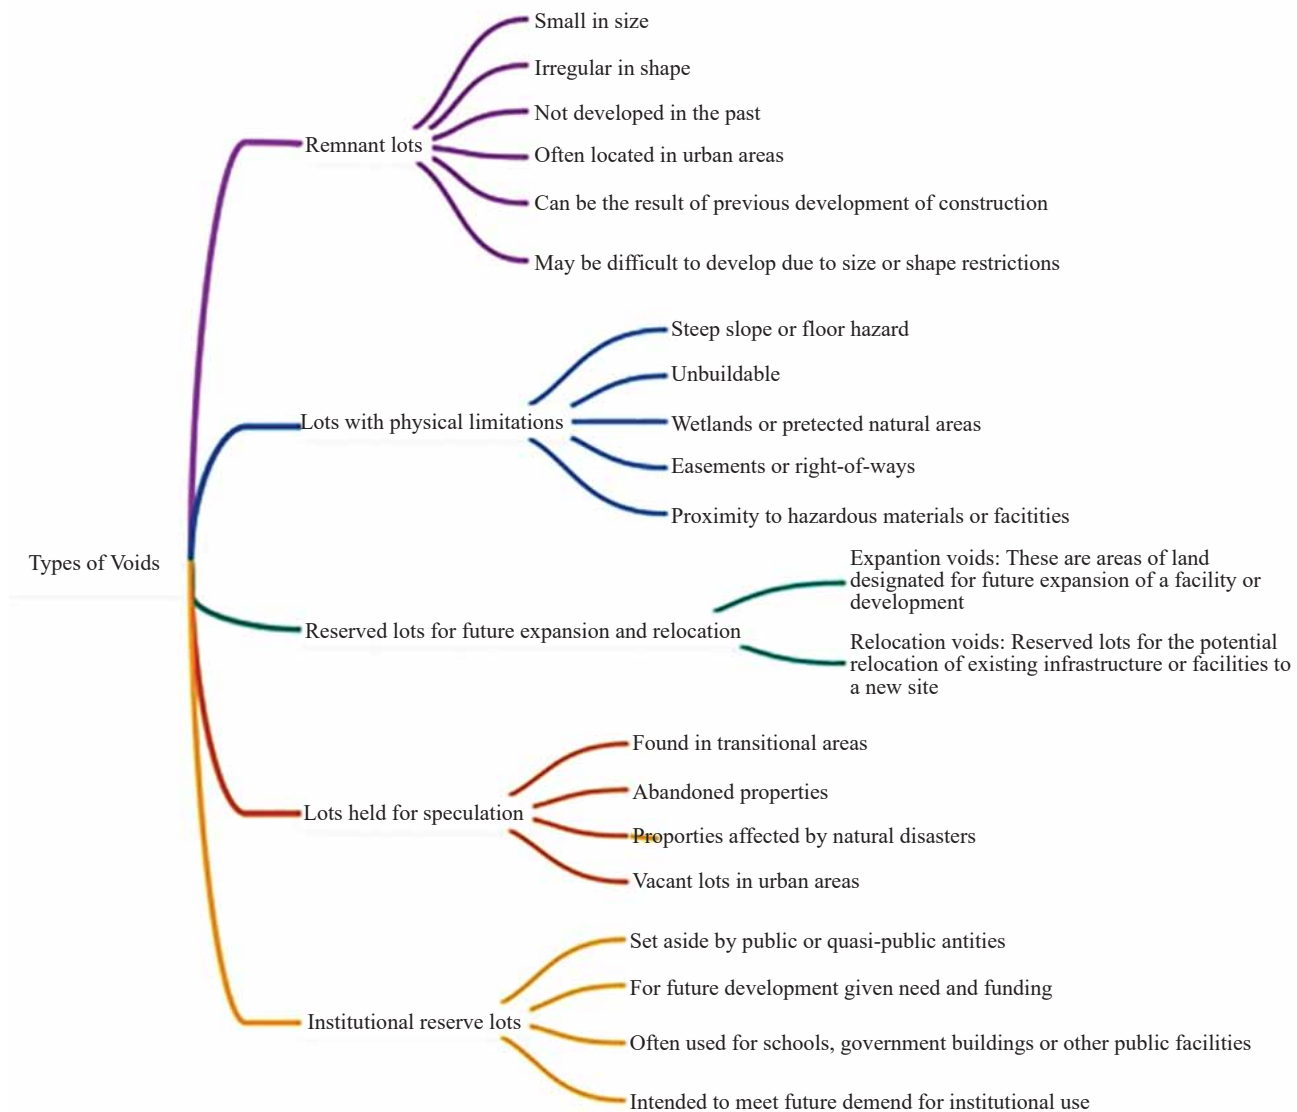 Small in size
Irregular in shape
Not developed in the past
Remnant lots
Often located in urban areas
Can be the result of previous development of construction
May be difficult to develop due to size or shape restrictions
Steep slope or floor hazard
Unbuildable
Lots with physical limitations
Wetlands or pretected natural areas
Easements or right-of-ways
Proximity to hazardous materials or facitities
Types of Voids
Expantion voids: These are areas of land
designated for future expansion of a facility or
development
Reserved lots for future expansion and relocation
Relocation voids: Reserved lots for the potential
relocation of existing infrastructure or facilities to
a new site
Found in transitional areas
Abandoned properties
Lots held for speculation
Proporties affected by natural disasters
Vacant lots in urban areas
Set aside by public or quasi-public antities
For future development given need and funding
Institutional reserve lots
Often used for schools, government buildings or other public facilities
Intended to meet future demend for institutional use